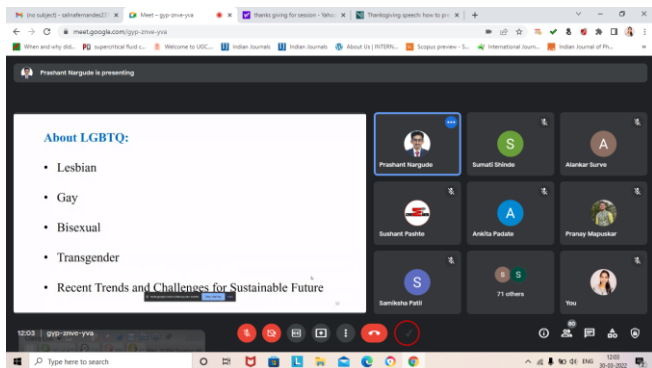 (no subject) - salinafernandes23
Meet – gyp-znve-yva
thanks giving for session - Yahoo
Thanksgiving speech: how to pr
meet.google.com/gyp-znve-yva
When and why did...
supercritical fluid c...
Welcome to UGC...
Indian Journals
Indian Journals
About Us | INTERN...
Scopus preview - S...
International Journ...
Indian Journal of Ph...
Prashant Nargude is presenting
About LGBTQ:
• Lesbian
• Gay
• Bisexual
• Transgender
• Recent Trends and Challenges for Sustainable Future
Prashant Nargude
S
Sumati Shinde
A
Alankar Surve
Sushant Pashte
A
Ankita Padate
Pranay Mapuskar
S
Samiksha Patil
S S
71 others
You
12:03 | gyp-znve-yva
80
Type here to search
ENG
12:03
30-03-2022